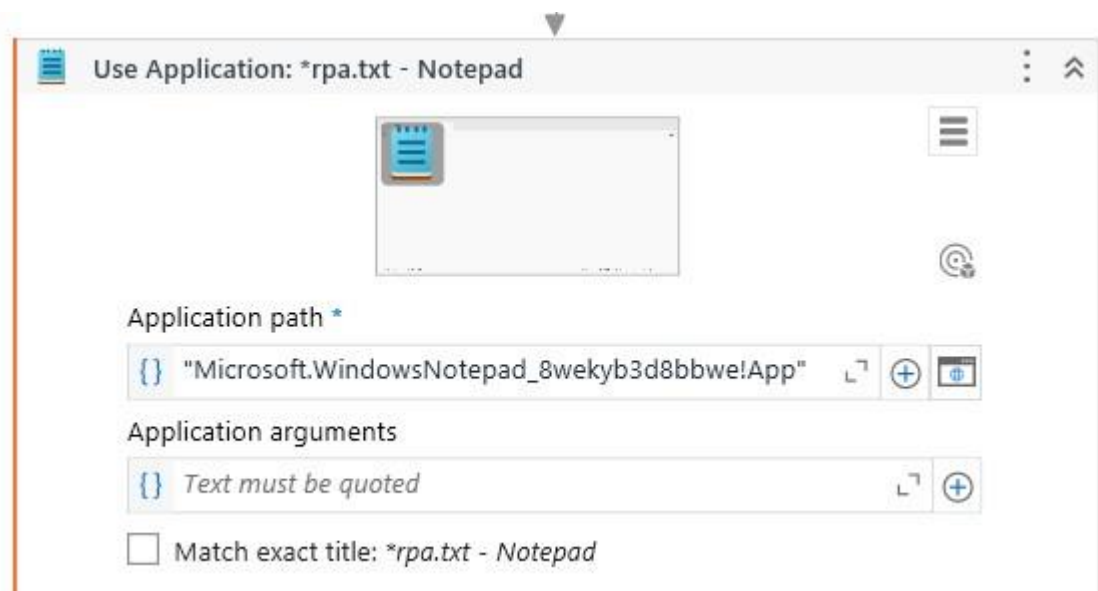 Use Application: *rpa.txt - Notepad
Application path *
{} "Microsoft.WindowsNotepad_8wekyb3d8bbwe!App"
Application arguments
{} Text must be quoted
Match exact title: *rpa.txt - Notepad